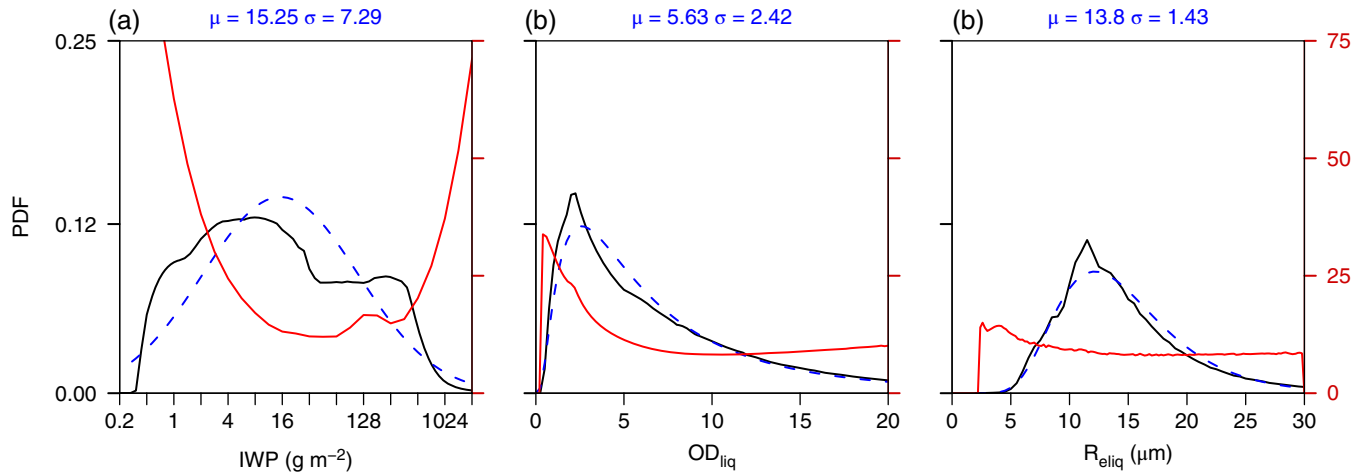 (a) μ = 15.25 σ = 7.29
(b) μ = 5.63 σ = 2.42
(b) μ = 13.8 σ = 1.43
0.25
0.12
0.00
PDF
75
50
25
0
0.2 1 4 16 128 1024
0 5 10 15 20
0 5 10 15 20 25 30
IWP (g m⁻²)
OD_liq
R_eliq (μm)